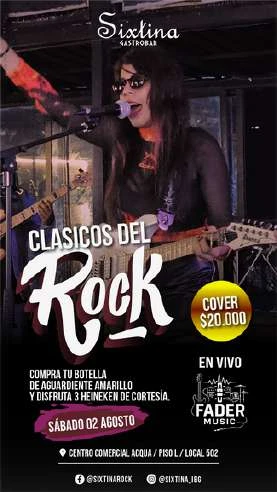 Sixtina
GASTROBAR
CLASICOS DEL
Rock
COVER
$20.000
COMPRA TU BOTELLA
DE AGUARDIENTE AMARILLO
Y DISFRUTA 3 HEINEKEN DE CORTESÍA.
EN VIVO
FADER
MUSIC
SÁBADO 02 AGOSTO
CENTRO COMERCIAL ACQUA / PISO L/ LOCAL 502
@SIXTINAROCK
@SIXTINA_IBG